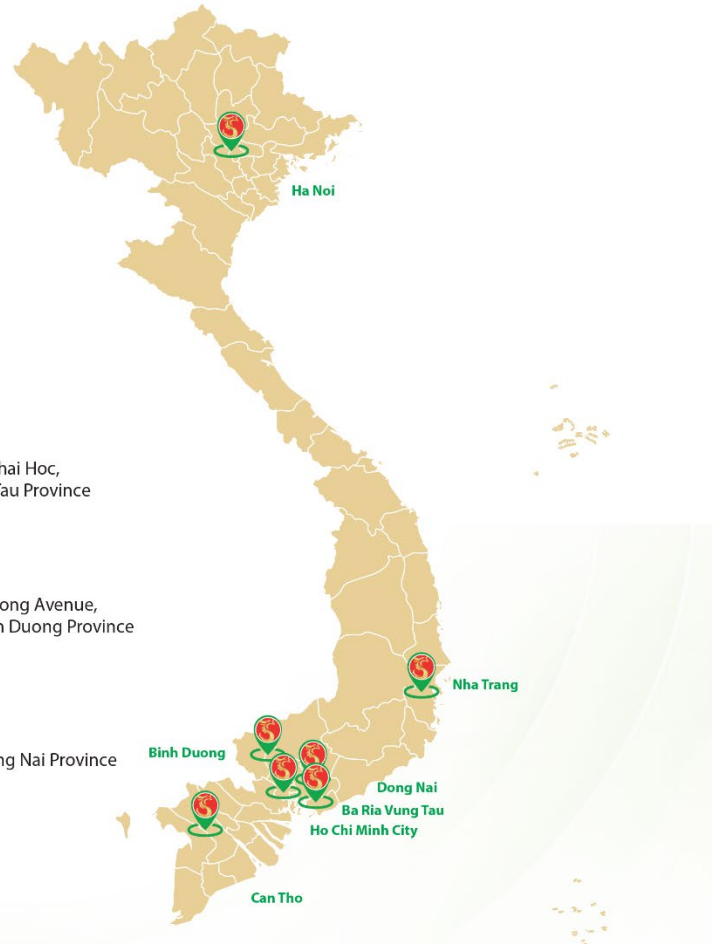 Ha Noi
hai Hoc,
au Province
ong Avenue,
Duong Province
Nha Trang
Binh Duong
ng Nai Province
Dong Nai
Ba Ria Vung Tau
Ho Chi Minh City
Can Tho